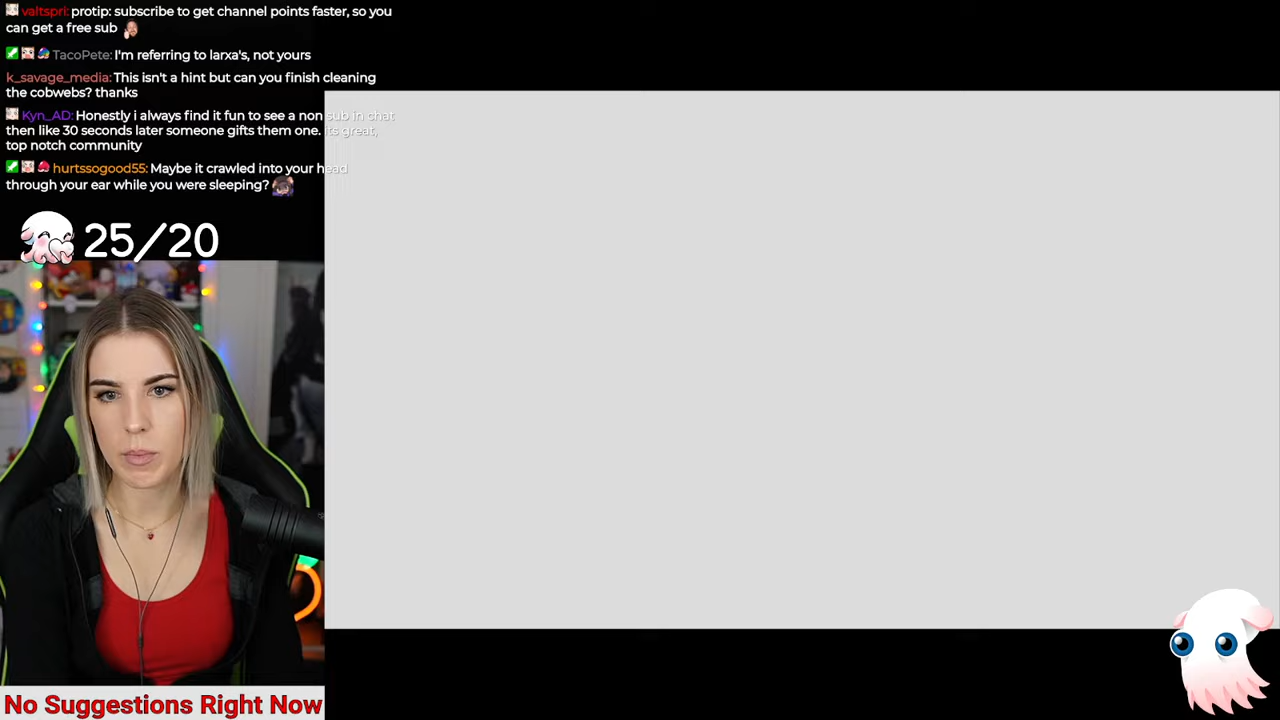 valtspri: protip: subscribe to get channel points faster, so you
can get a free sub
TacoPete: I'm referring to larxa's, not yours
k_savage_media: This isn't a hint but can you finish cleaning
the cobwebs? thanks
Kyn_AD: Honestly i always find it fun to see a non sub in chat
then like 30 seconds later someone gifts them one. its great,
top notch community
hurtssogood55: Maybe it crawled into your head
through your ear while you were sleeping?
25/20
No Suggestions Right Now